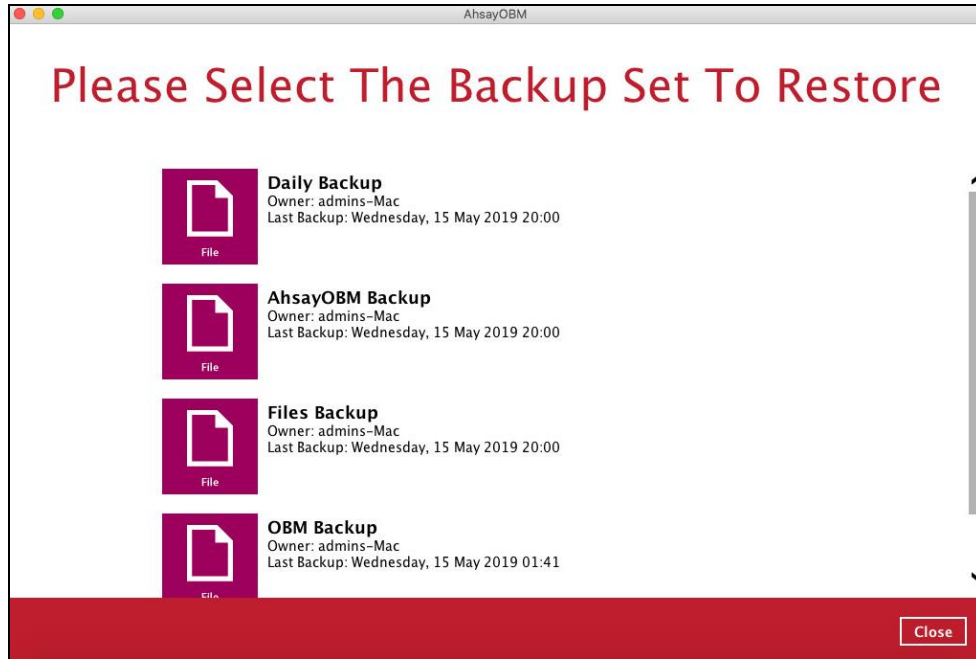 AhsayOBM
Please Select The Backup Set To Restore
Daily Backup
Owner: admins-Mac
Last Backup: Wednesday, 15 May 2019 20:00
File
AhsayOBM Backup
Owner: admins-Mac
Last Backup: Wednesday, 15 May 2019 20:00
File
Files Backup
Owner: admins-Mac
Last Backup: Wednesday, 15 May 2019 20:00
File
OBM Backup
Owner: admins-Mac
Last Backup: Wednesday, 15 May 2019 01:41
File
Close